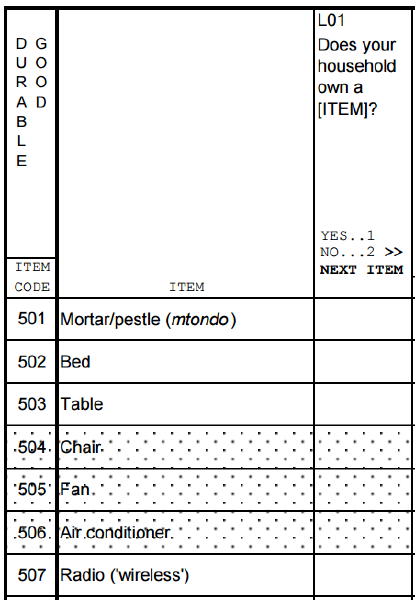 L01
DURABLE GOOD
Does your
household
own a
[ITEM]?
YES..1
NO...2 >>
NEXT ITEM
ITEM
CODE ITEM
501 Mortar/pestle (mtondo)
502 Bed
503 Table
504 Chair
505 Fan
506 Air conditioner
507 Radio ('wireless')